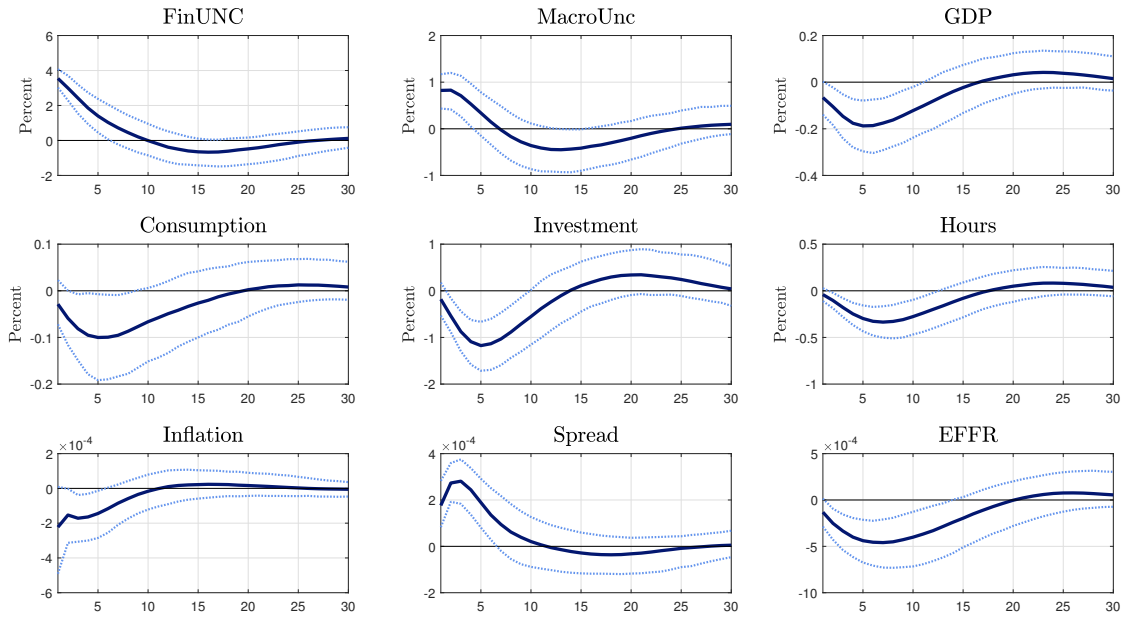 FinUNC MacroUnc GDP
6 2 0.2
4 1 0
2 0 -0.2
0 -1 -0.4
-2
Percent Percent Percent
5 10 15 20 25 30 5 10 15 20 25 30 5 10 15 20 25 30
Consumption Investment Hours
0.1 1 0.5
0 0 0
-0.1 -1 -0.5
-0.2 -2 -1
Percent Percent Percent
5 10 15 20 25 30 5 10 15 20 25 30 5 10 15 20 25 30
Inflation Spread EFFR
×10-4 ×10-4 ×10-4
2 4 5
0 2 0
-2 0 -5
-4 -2 -10
-6
5 10 15 20 25 30 5 10 15 20 25 30 5 10 15 20 25 30